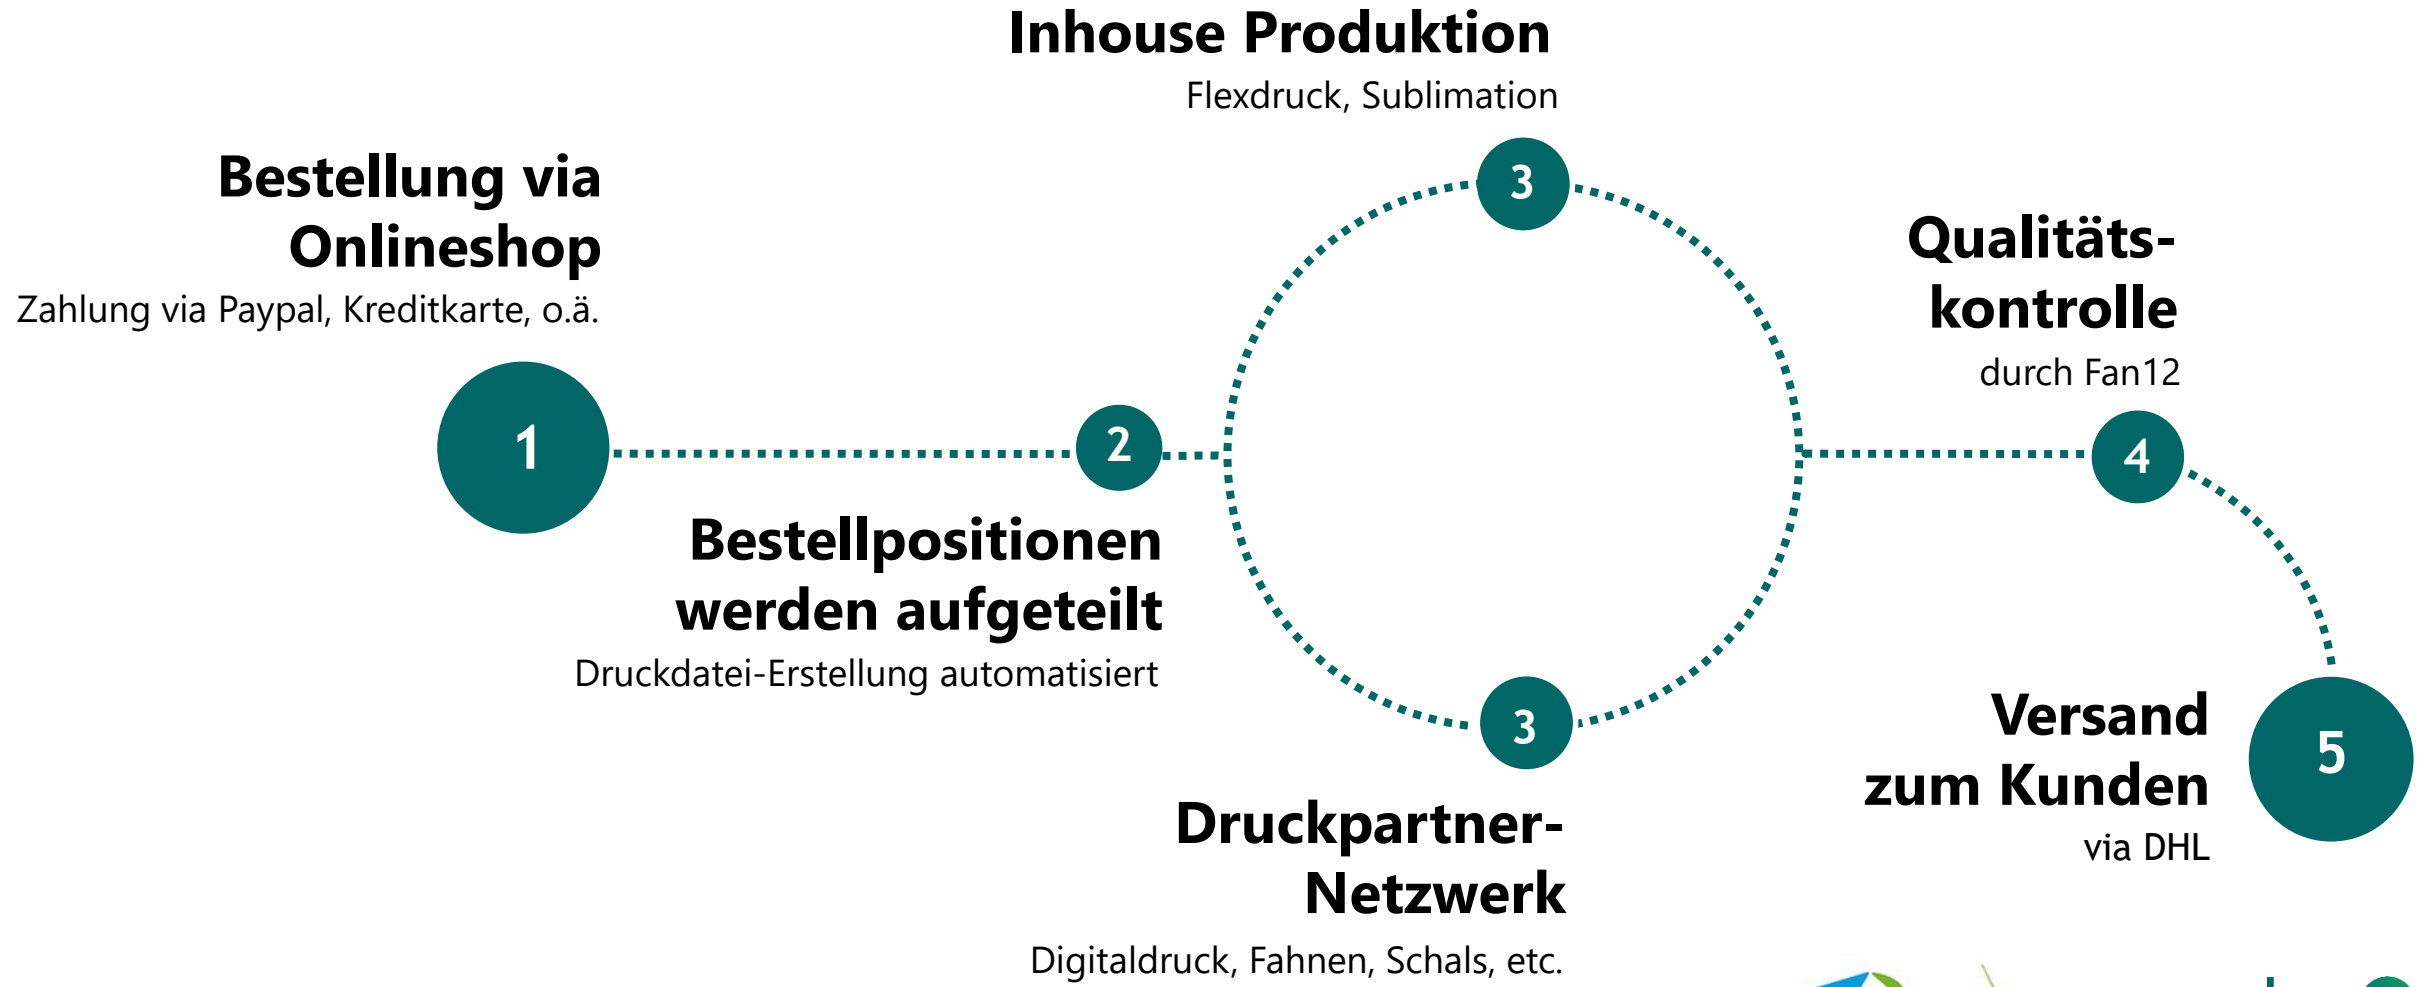 Inhouse Produktion
Flexdruck, Sublimation
3
Bestellung via
Onlineshop
Zahlung via Paypal, Kreditkarte, o.ä.
1
2
Bestellpositionen
werden aufgeteilt
Druckdatei-Erstellung automatisiert
3
Druckpartner-
Netzwerk
Digitaldruck, Fahnen, Schals, etc.
Qualitäts-
kontrolle
durch Fan12
4
Versand
zum Kunden
via DHL
5